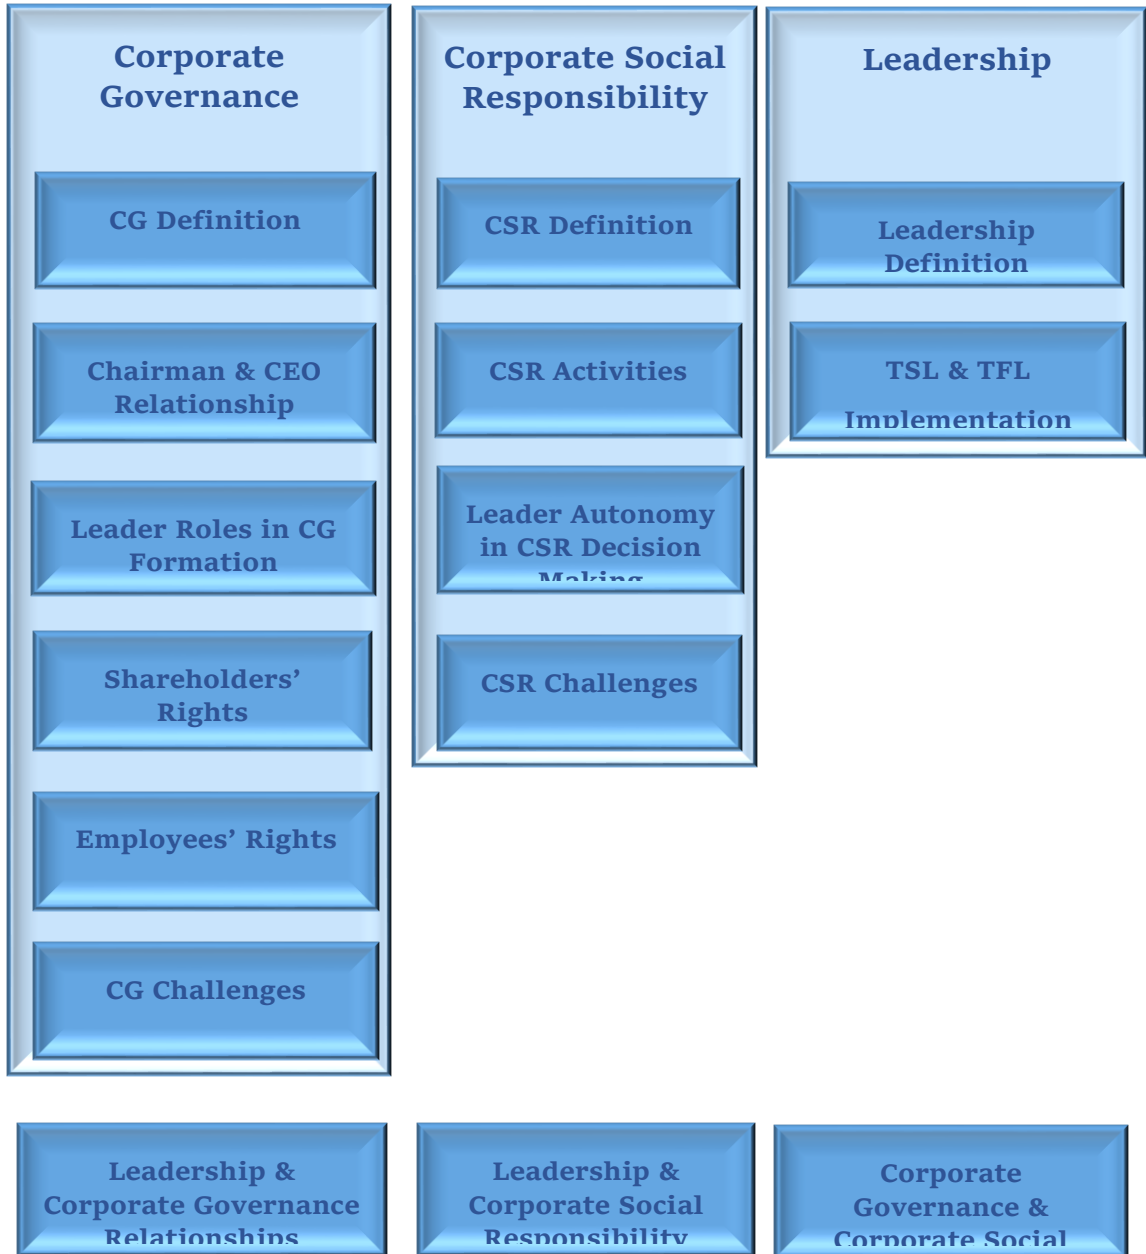 Corporate
Governance
CG Definition
Chairman & CEO
Relationship
Leader Roles in CG
Formation
Shareholders’
Rights
Employees’ Rights
CG Challenges
Corporate Social
Responsibility
CSR Definition
CSR Activities
Leader Autonomy
in CSR Decision
Making
CSR Challenges
Leadership
Leadership
Definition
TSL & TFL
Implementation
Leadership &
Corporate Governance
Relationships
Leadership &
Corporate Social
Responsibility
Corporate
Governance &
Corporate Social